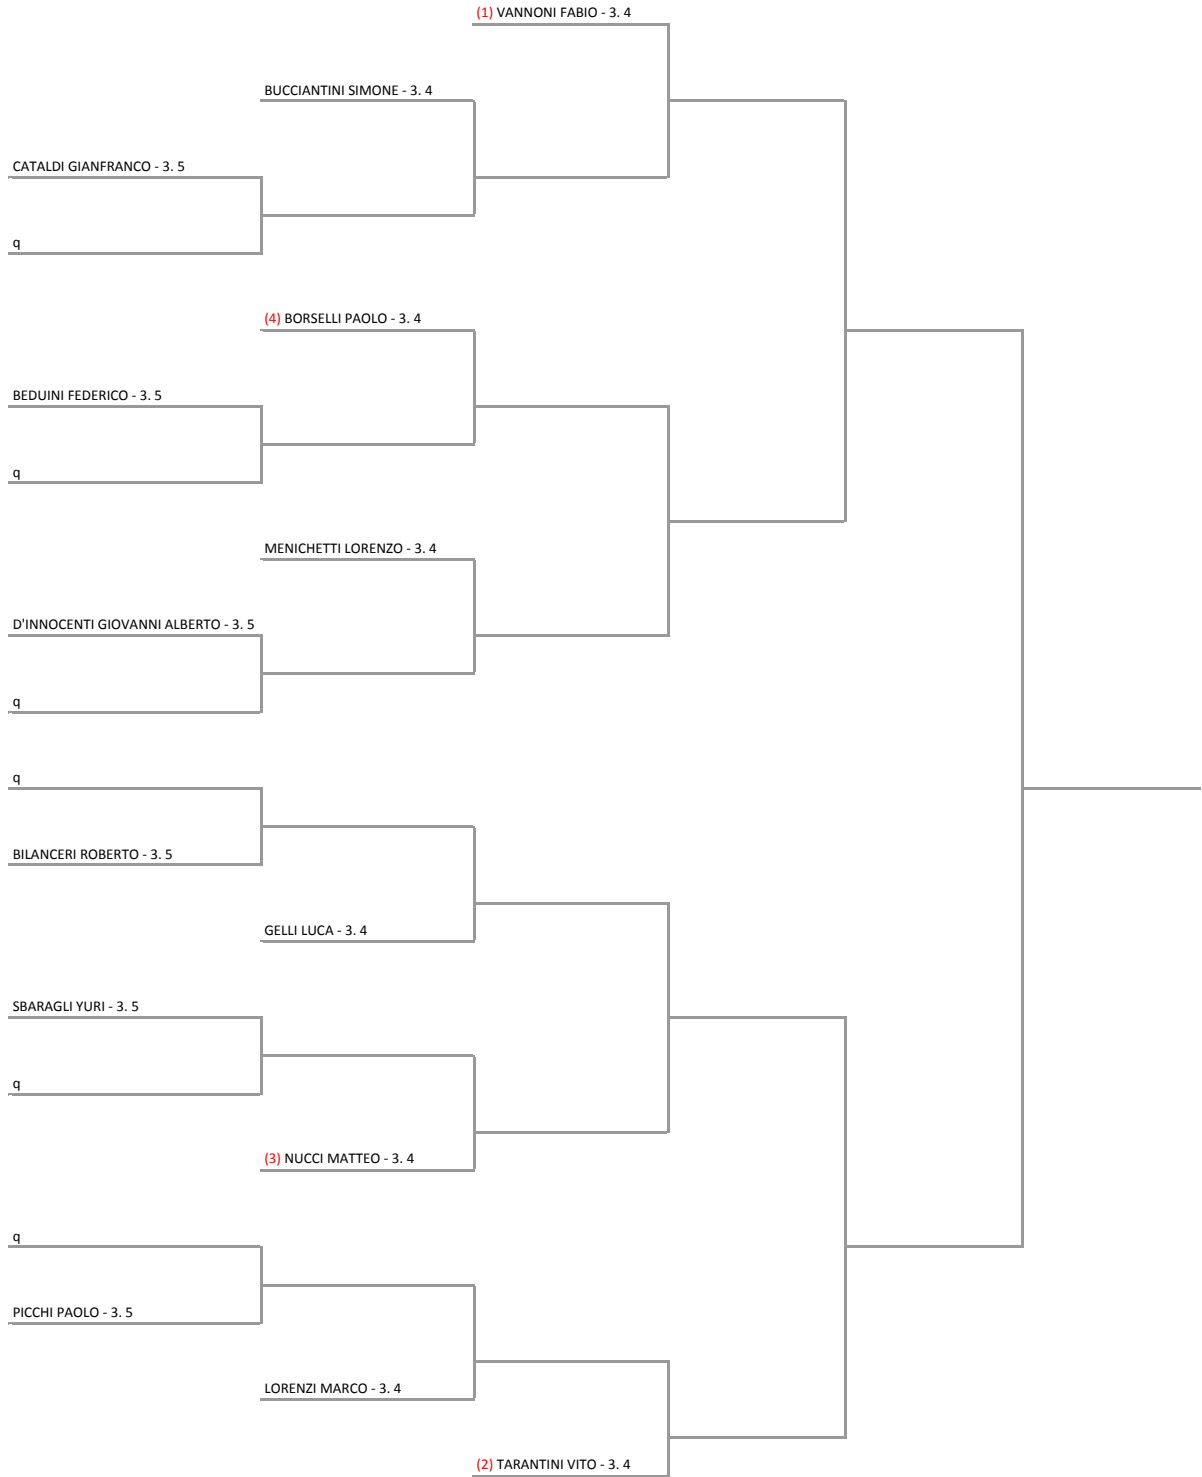 (1) VANNONI FABIO - 3. 4
BUCCIANTINI SIMONE - 3. 4
CATALDI GIANFRANCO - 3. 5
q
(4) BORSELLI PAOLO - 3. 4
BEDUINI FEDERICO - 3. 5
q
MENICHETTI LORENZO - 3. 4
D'INNOCENTI GIOVANNI ALBERTO - 3. 5
q
q
BILANCERI ROBERTO - 3. 5
GELLI LUCA - 3. 4
SBARAGLI YURI - 3. 5
q
(3) NUCCI MATTEO - 3. 4
q
PICCHI PAOLO - 3. 5
LORENZI MARCO - 3. 4
(2) TARANTINI VITO - 3. 4